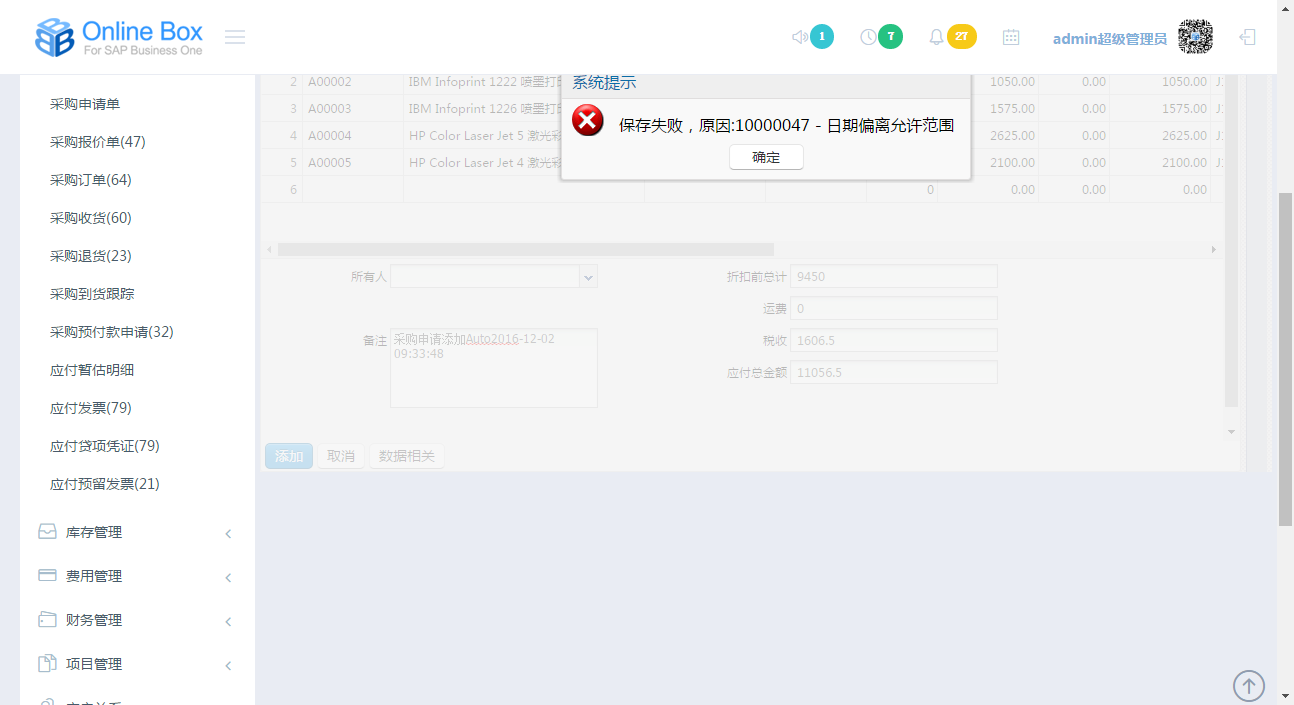 Online Box
For SAP Business One
1
7
27
admin超级管理员
采购申请单
采购报价单(47)
采购订单(64)
采购收货(60)
采购退货(23)
采购到货跟踪
采购预付款申请(32)
应付暂估明细
应付发票(79)
应付贷项凭证(79)
应付预留发票(21)
库存管理
费用管理
财务管理
项目管理
2 A00002 IBM Infoprint 1222 喷墨打 1050.00 0.00 1050.00
3 A00003 IBM Infoprint 1226 喷墨打 1575.00 0.00 1575.00
4 A00004 HP Color Laser Jet 5 激光彩 2625.00 0.00 2625.00
5 A00005 HP Color Laser Jet 4 激光彩 2100.00 0.00 2100.00
6 0 0.00 0.00 0.00
系统提示
保存失败，原因:10000047 - 日期偏离允许范围
确定
所有人
折扣前总计 9450
运费 0
备注 采购申请添加Auto2016-12-02
09:33:48
税收 1606.5
应付总金额 11056.5
添加 取消 数据相关